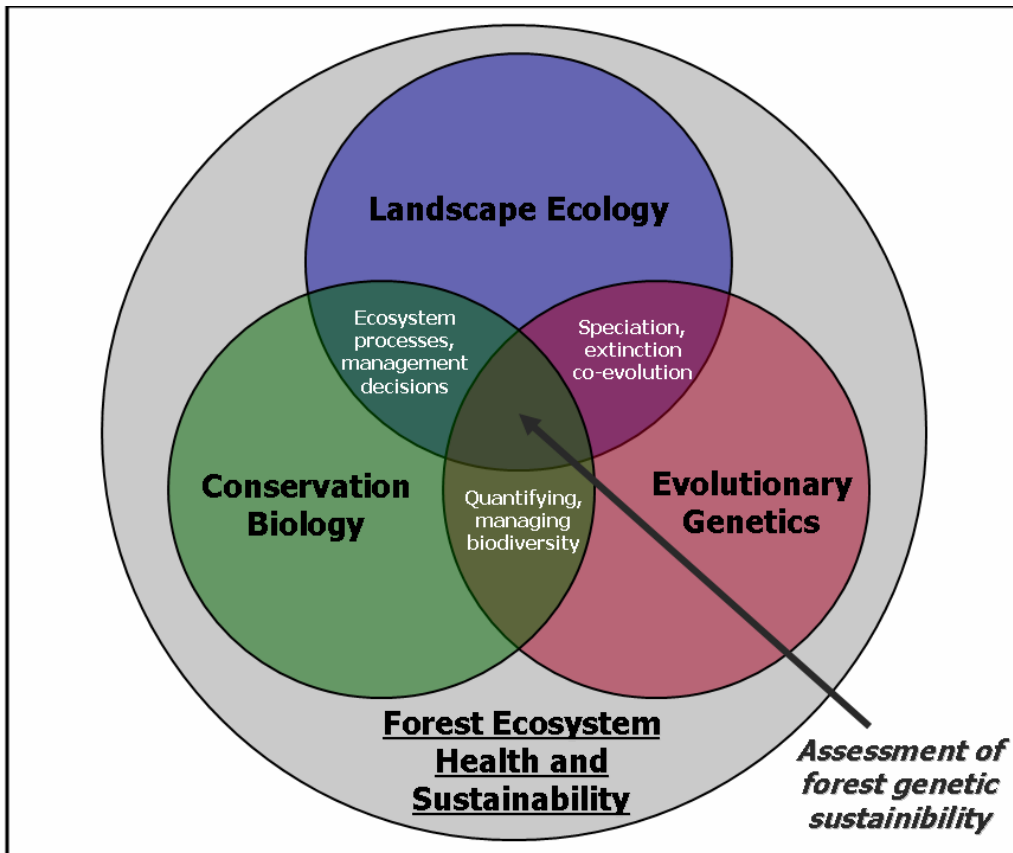 Landscape Ecology
Ecosystem
processes,
management
decisions
Speciation,
extinction
co-evolution
Conservation
Biology
Quantifying,
managing
biodiversity
Evolutionary
Genetics
Forest Ecosystem
Health and
Sustainability
Assessment of
forest genetic
sustainibility